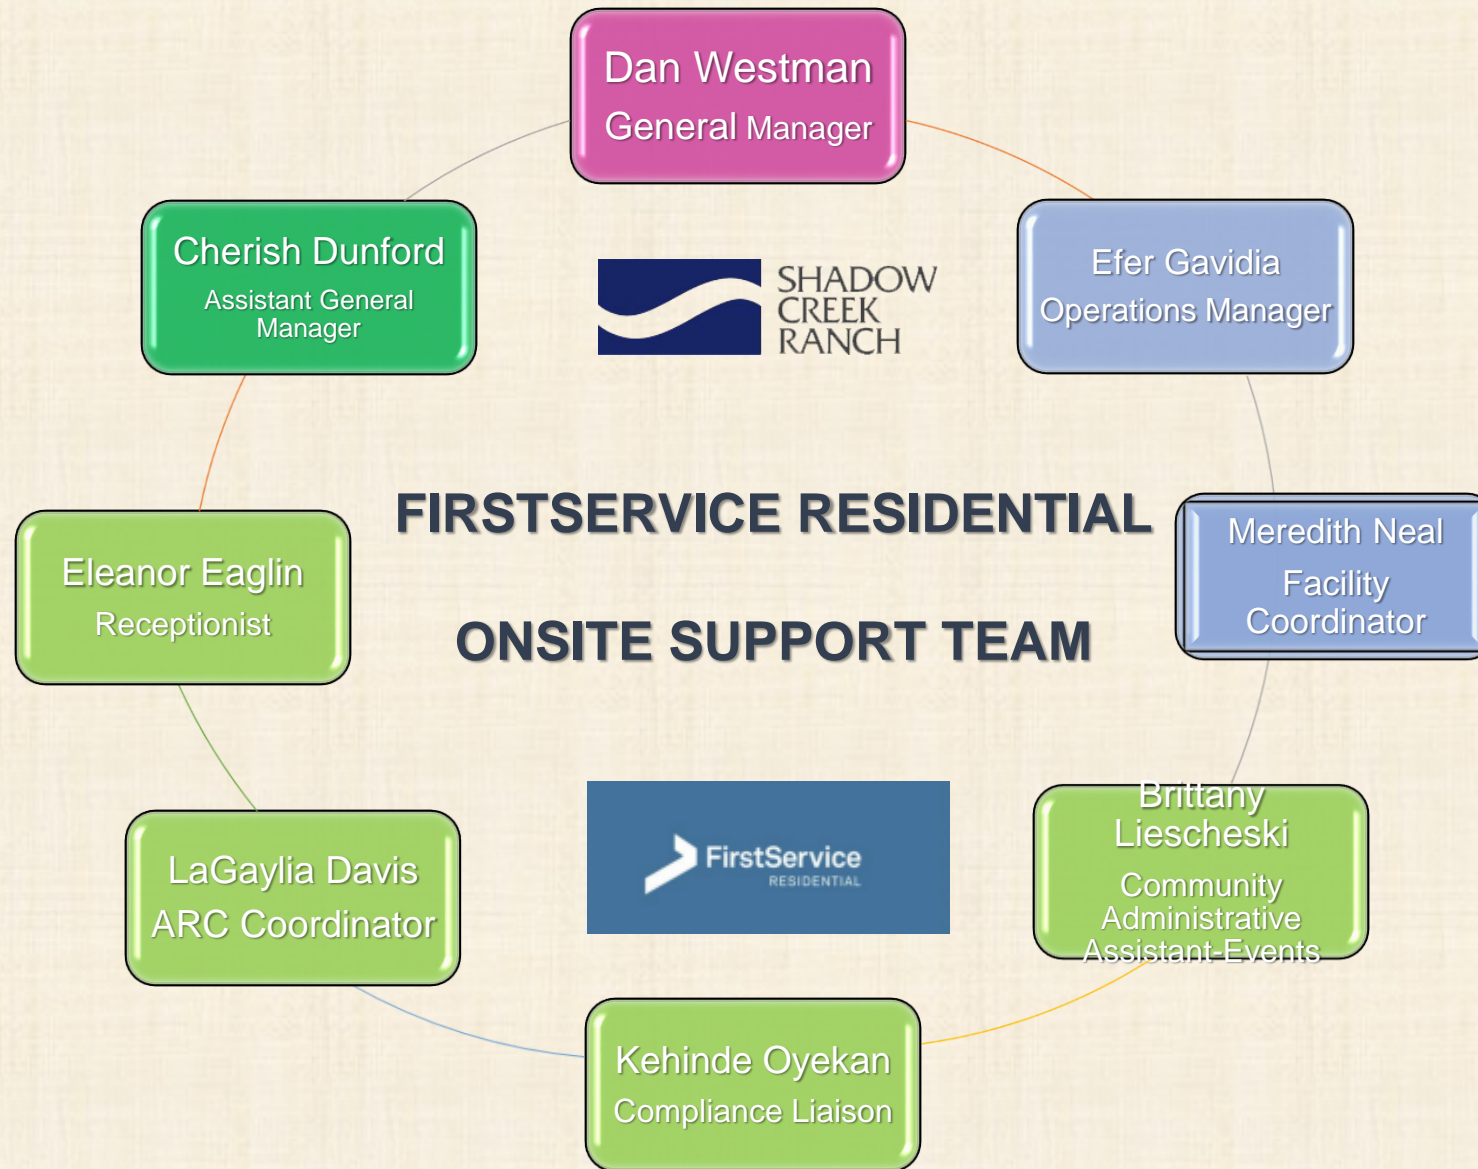 Dan Westman
General Manager
Cherish Dunford
Assistant General
Manager
SHADOW
CREEK
RANCH
Efer Gavidia
Operations Manager
FIRSTSERVICE RESIDENTIAL
ONSITE SUPPORT TEAM
Eleanor Eaglin
Receptionist
Meredith Neal
Facility
Coordinator
LaGaylia Davis
ARC Coordinator
FirstService
RESIDENTIAL
Brittany
Liescheski
Community
Administrative
Assistant-Events
Kehinde Oyekan
Compliance Liaison